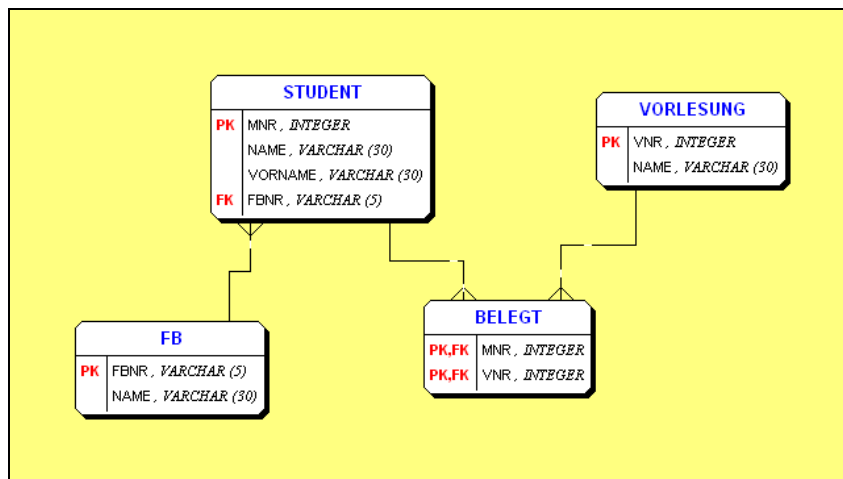 STUDENT
PK MNR , INTEGER
NAME , VARCHAR (30)
VORNAME , VARCHAR (30)
FK FBNR , VARCHAR (5)
VORLESUNG
PK VNR , INTEGER
NAME , VARCHAR (30)
FB
PK FBNR , VARCHAR (5)
NAME , VARCHAR (30)
BELEGT
PK,FK MNR , INTEGER
PK,FK VNR , INTEGER